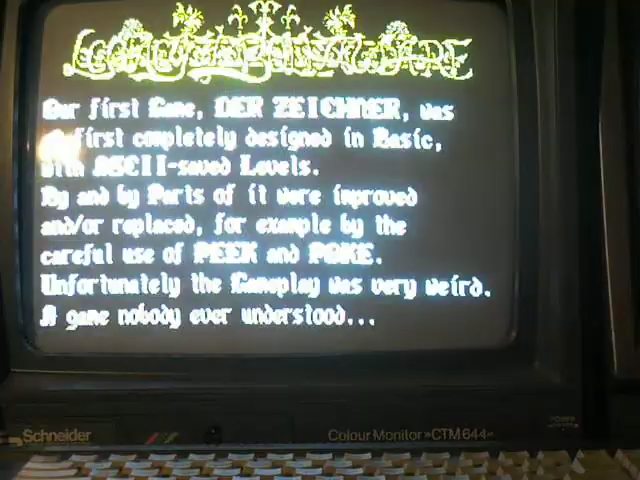 Our first Game, DER ZEICHNER, was
first completely designed in Basic,
with ASCII-saved Levels.
By and by Parts of it were improved
and/or replaced, for example by the
careful use of PEEK and POKE.
Unfortunately the Gameplay was very weird.
A game nobody ever understood...
Schneider
Colour Monitor »CTM644«
POWER